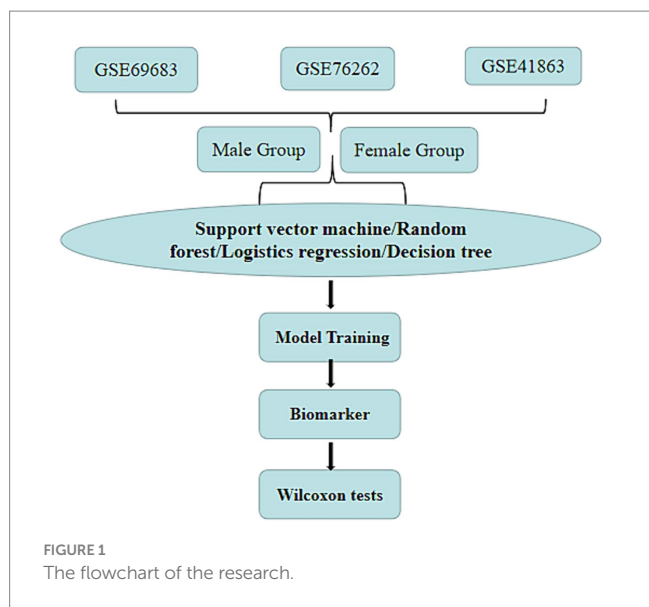 GSE69683 GSE76262 GSE41863
Male Group Female Group
Support vector machine/Random
forest/Logistics regression/Decision tree
Model Training
Biomarker
Wilcoxon tests
FIGURE 1
The flowchart of the research.